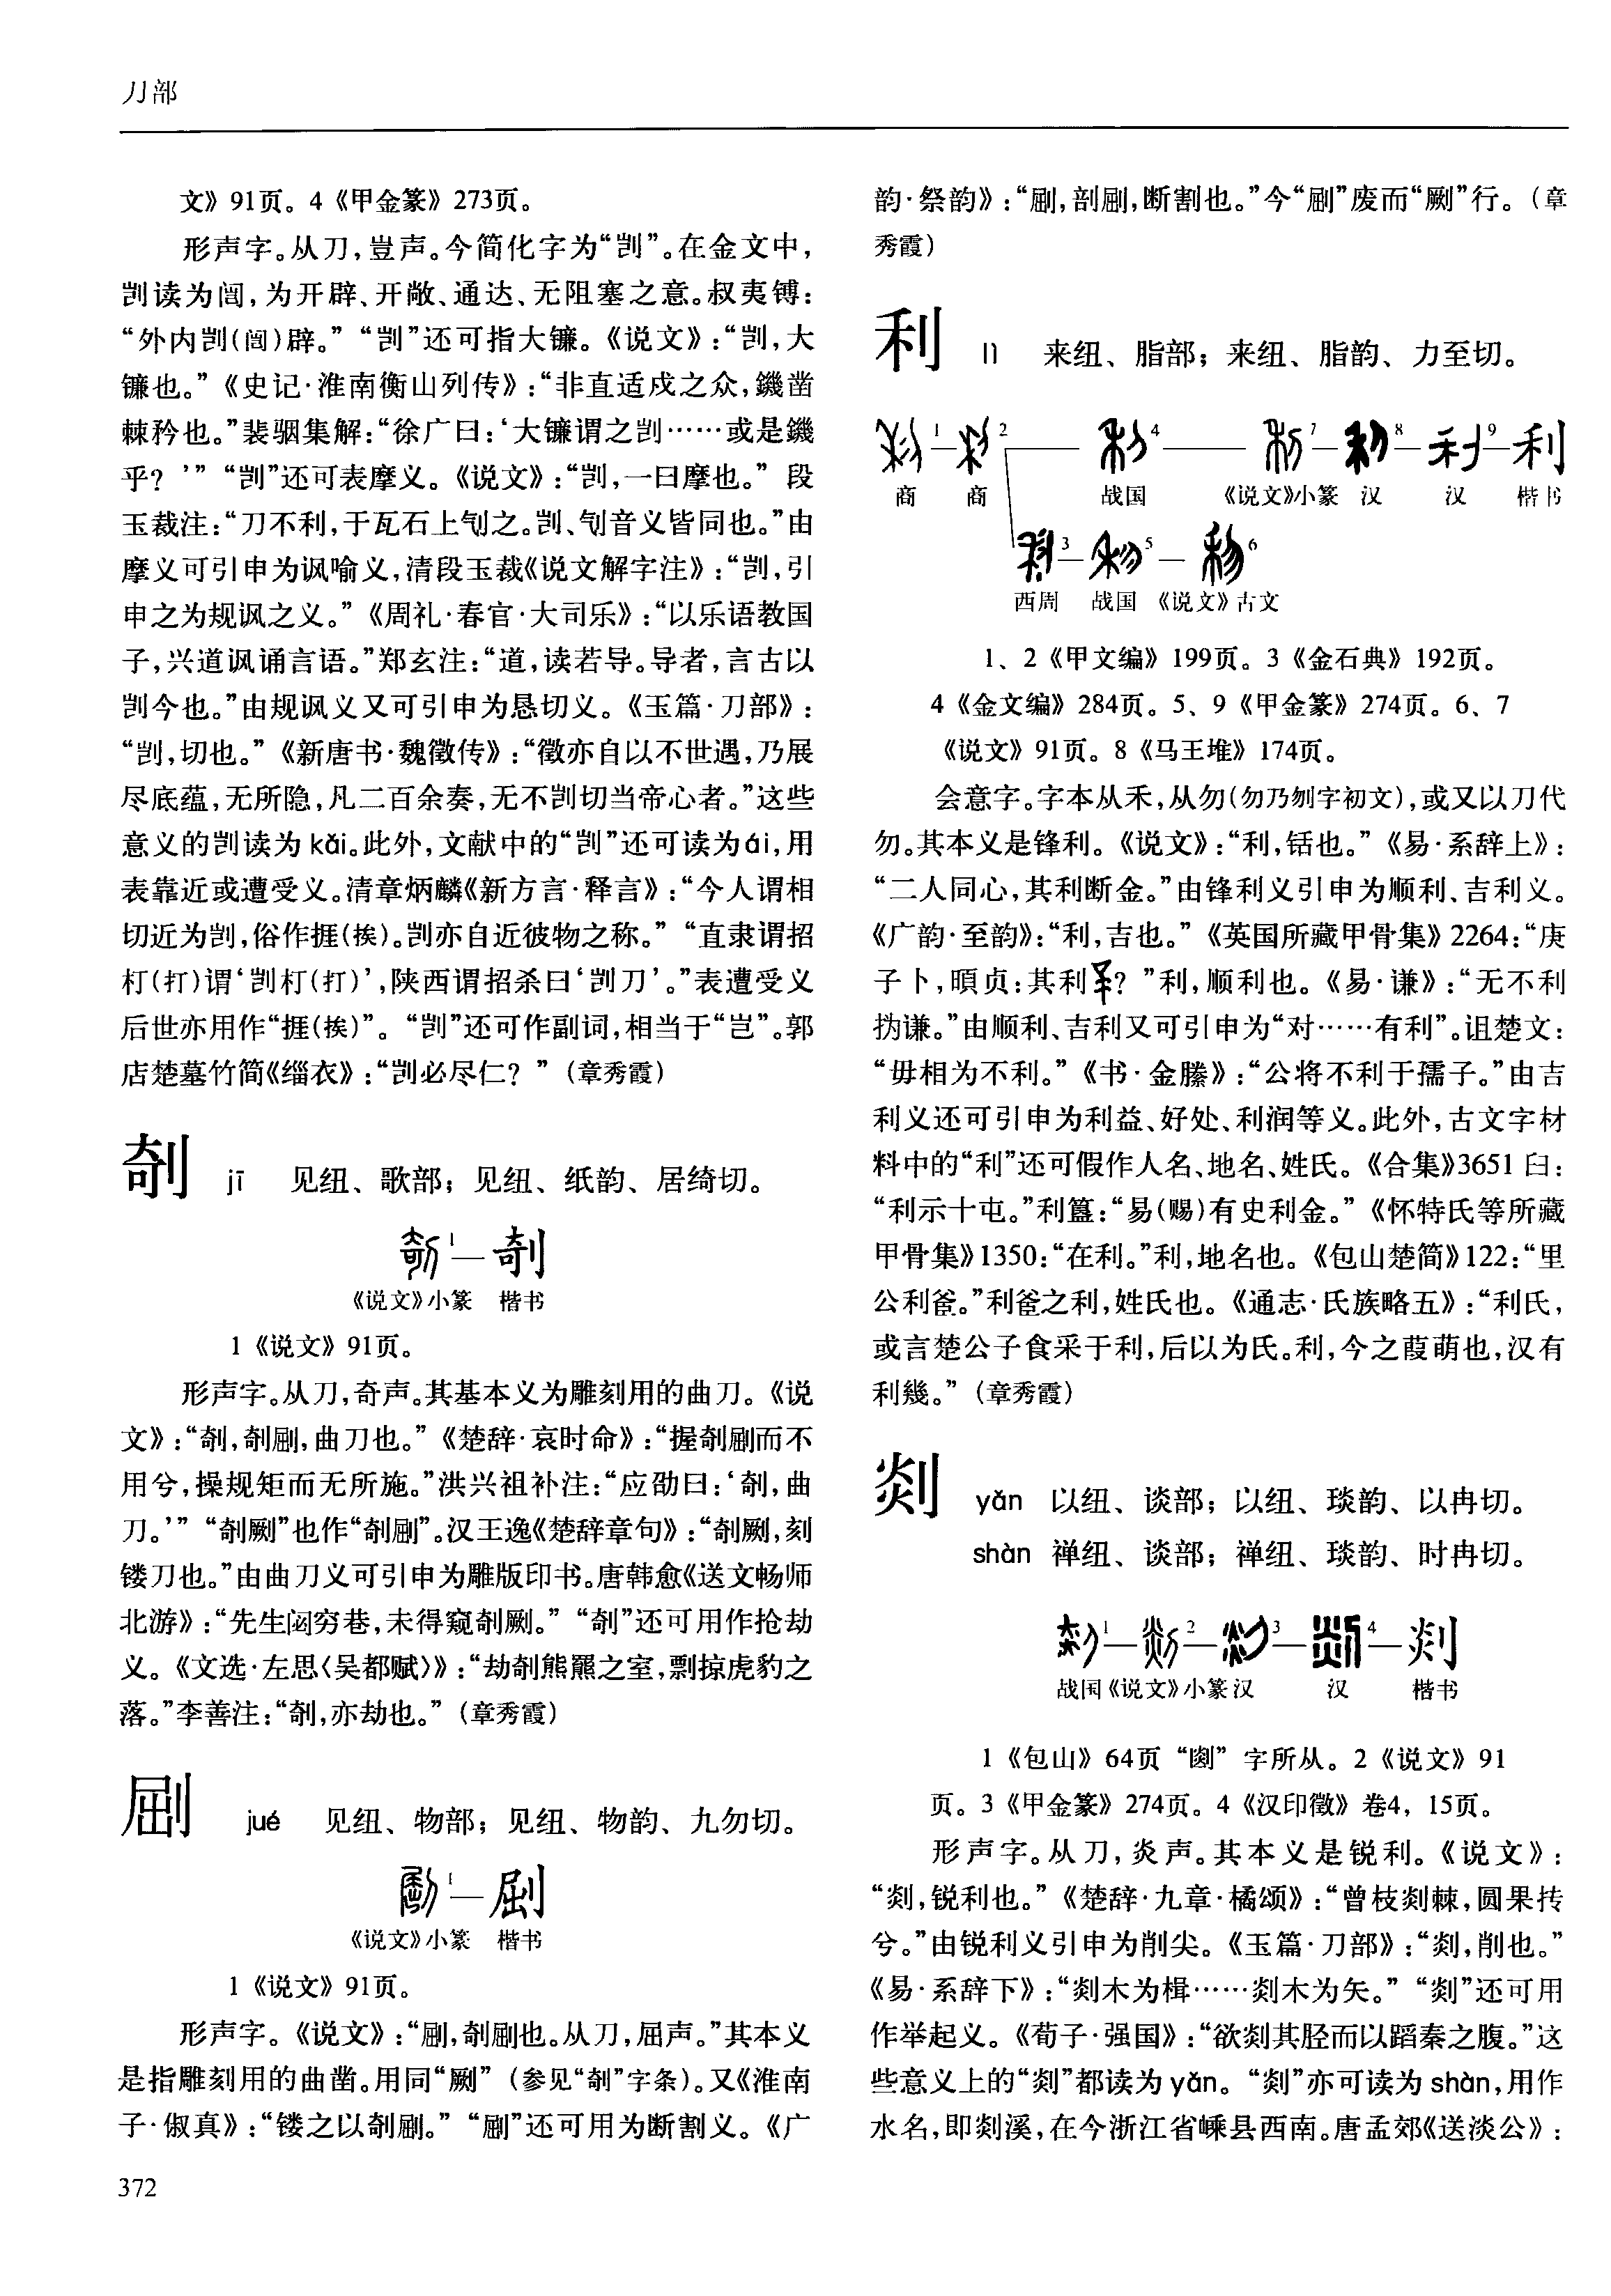 刀部
文》91页。4《甲金篆》273页。
形声字。从刀，豈声。今简化字为“剀”。在金文中，
剀读为闿，为开辟、开敞、通达、无阻塞之意。叔夷镈：
“外内剀(闿)辟。”“剀”还可指大镰。《说文》：“剀，大
镰也。”《史记·淮南衡山列传》：“非直适戍之众，鐖凿
棘矜也。”裴骃集解：“徐广曰：‘大镰谓之剀……或是鐖
乎？’”“剀”还可表摩义。《说文》：“剀，一曰摩也。”段
玉裁注：“刀不利，于瓦石上刉之。剀、刉音义皆同也。”由
摩义可引申为讽喻义，清段玉裁《说文解字注》：“剀，引
申之为规讽之义。”《周礼·春官·大司乐》：“以乐语教国
子，兴道讽诵言语。”郑玄注：“道，读若导。导者，言古以
剀今也。”由规讽义又可引申为恳切义。《玉篇·刀部》：
“剀，切也。”《新唐书·魏徵传》：“徵亦自以不世遇，乃展
尽底蕴，无所隐，凡二百余奏，无不剀切当帝心者。”这些
意义的剀读为kǎi。此外，文献中的“剀”还可读为ái，用
表靠近或遭受义。清章炳麟《新方言·释言》：“今人谓相
切近为剀，俗作捱(挨)。剀亦自近彼物之称。”“直隶谓招
朾(打)谓‘剀朾(打)’，陕西谓招杀曰‘剀刀’。”表遭受义
后世亦用作“捱(挨)”。“剀”还可作副词，相当于“岂”。郭
店楚墓竹简《缁衣》：“剀必尽仁？”（章秀霞）
剞 jī 见纽、歌部；见纽、纸韵、居绮切。
1
剞
《说文》小篆 楷书
1《说文》91页。
形声字。从刀，奇声。其基本义为雕刻用的曲刀。《说
文》：“剞，剞剧，曲刀也。”《楚辞·哀时命》：“握剞剧而不
用兮，操规矩而无所施。”洪兴祖补注：“应劭曰：‘剞，曲
刀。’”“剞劂”也作“剞剧”。汉王逸《楚辞章句》：“剞劂，刻
镂刀也。”由曲刀义可引申为雕版印书。唐韩愈《送文畅师
北游》：“先生闷穷巷，未得窥剞劂。”“剞”还可用作抢劫
义。《文选·左思〈吴都赋〉》：“劫剞熊羆之室，剽掠虎豹之
落。”李善注：“剞，亦劫也。”（章秀霞）
剧 jué 见纽、物部；见纽、物韵、九勿切。
1
《说文》小篆 楷书
1《说文》91页。
形声字。《说文》：“剧，剞剧也。从刀，屈声。”其本义
是指雕刻用的曲凿。用同“劂”（参见“剞”字条）。又《淮南
子·俶真》：“镂之以剞剧。”“剧”还可用为断割义。《广
372
韵·祭韵》：“剧，剖剧，断割也。”今“剧”废而“劂”行。（章
秀霞）
利 lì 来纽、脂部；来纽、脂韵、力至切。
1 2 4 7 8 9 利
商 商 战国 《说文》小篆 汉 汉 楷书
3 5 6
西周 战国 《说文》古文
1、2《甲文编》199页。3《金石典》192页。
4《金文编》284页。5、9《甲金篆》274页。6、7
《说文》91页。8《马王堆》174页。
会意字。字本从禾，从勿(勿乃刎字初文)，或又以刀代
勿。其本义是锋利。《说文》：“利，铦也。”《易·系辞上》：
“二人同心，其利断金。”由锋利义引申为顺利、吉利义。
《广韵·至韵》：“利，吉也。”《英国所藏甲骨集》2264：“庚
子卜，㬎贞：其利？”利，顺利也。《易·谦》：“无不利
㧑谦。”由顺利、吉利又可引申为“对……有利”。诅楚文：
“毋相为不利。”《书·金縢》：“公将不利于孺子。”由吉
利义还可引申为利益、好处、利润等义。此外，古文字材
料中的“利”还可假作人名、地名、姓氏。《合集》3651臼：
“利示十屯。”利簋：“易(赐)有史利金。”《怀特氏等所藏
甲骨集》1350：“在利。”利，地名也。《包山楚简》122：“里
公利㕣。”利㕣之利，姓氏也。《通志·氏族略五》：“利氏，
或言楚公子食采于利，后以为氏。利，今之葭萌也，汉有
利幾。”（章秀霞）
剡 yǎn 以纽、谈部；以纽、琰韵、以冉切。
shàn 禅纽、谈部；禅纽、琰韵、时冉切。
1 2 3 4 剡
战国《说文》小篆 汉 汉 楷书
1《包山》64页“”字所从。2《说文》91
页。3《甲金篆》274页。4《汉印徵》卷4，15页。
形声字。从刀，炎声。其本义是锐利。《说文》：
“剡，锐利也。”《楚辞·九章·橘颂》：“曾枝剡棘，圆果抟
兮。”由锐利义引申为削尖。《玉篇·刀部》：“剡，削也。”
《易·系辞下》：“剡木为楫……剡木为矢。”“剡”还可用
作举起义。《荀子·强国》：“欲剡其胫而以蹈秦之腹。”这
些意义上的“剡”都读为yǎn。“剡”亦可读为shàn，用作
水名，即剡溪，在今浙江省嵊县西南。唐孟郊《送淡公》：